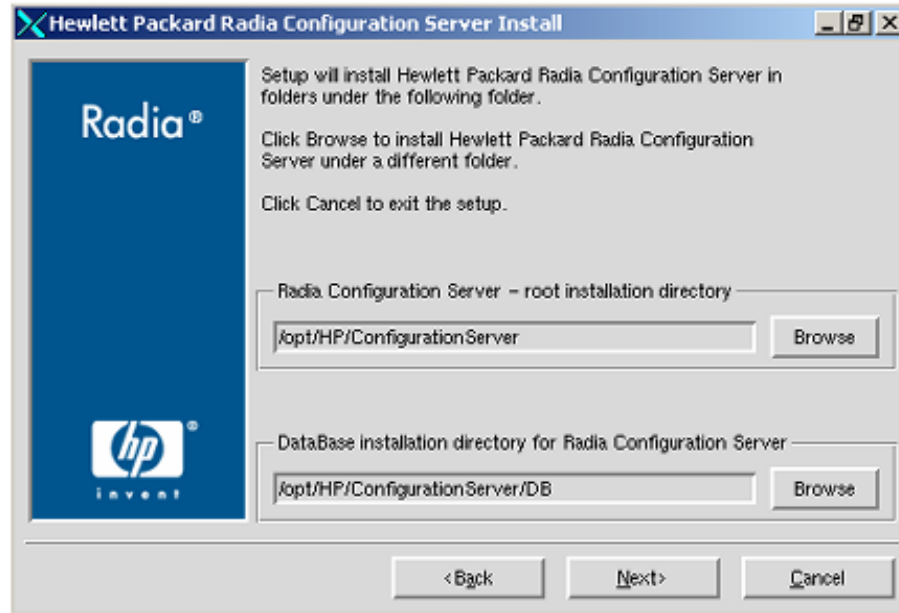 Hewlett Packard Radia Configuration Server Install
Radia®
Setup will install Hewlett Packard Radia Configuration Server in
folders under the following folder.
Click Browse to install Hewlett Packard Radia Configuration
Server under a different folder.
Click Cancel to exit the setup.
Radia Configuration Server – root installation directory
/opt/HP/ConfigurationServer
Browse
DataBase installation directory for Radia Configuration Server
/opt/HP/ConfigurationServer/DB
Browse
hp®
invent
<Back
Next>
Cancel